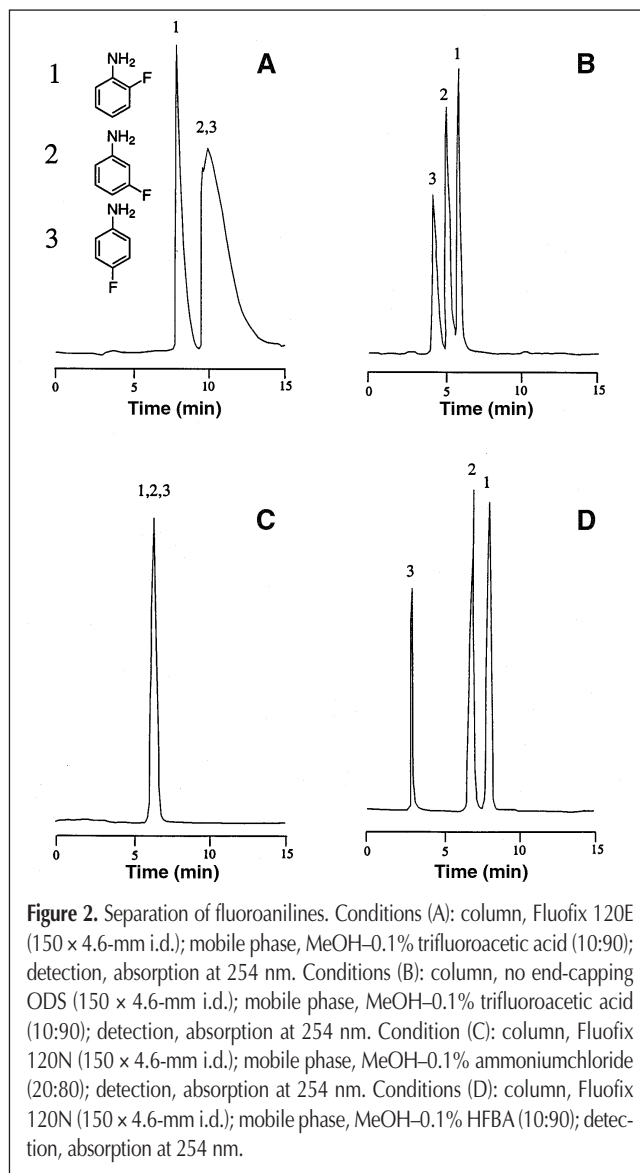 1
NH₂
F
2
NH₂
F
3
NH₂
F
A
1
2,3
0 5 10 15
Time (min)
B
3
2
1
0 5 10 15
Time (min)
C
1,2,3
0 5 10 15
Time (min)
D
3
2
1
0 5 10 15
Time (min)
Figure 2. Separation of fluoroanilines. Conditions (A): column, Fluofix 120E
(150 × 4.6-mm i.d.); mobile phase, MeOH–0.1% trifluoroacetic acid (10:90);
detection, absorption at 254 nm. Conditions (B): column, no end-capping
ODS (150 × 4.6-mm i.d.); mobile phase, MeOH–0.1% trifluoroacetic acid
(10:90); detection, absorption at 254 nm. Condition (C): column, Fluofix
120N (150 × 4.6-mm i.d.); mobile phase, MeOH–0.1% ammoniumchloride
(20:80); detection, absorption at 254 nm. Conditions (D): column, Fluofix
120N (150 × 4.6-mm i.d.); mobile phase, MeOH–0.1% HFBA (10:90); detec-
tion, absorption at 254 nm.